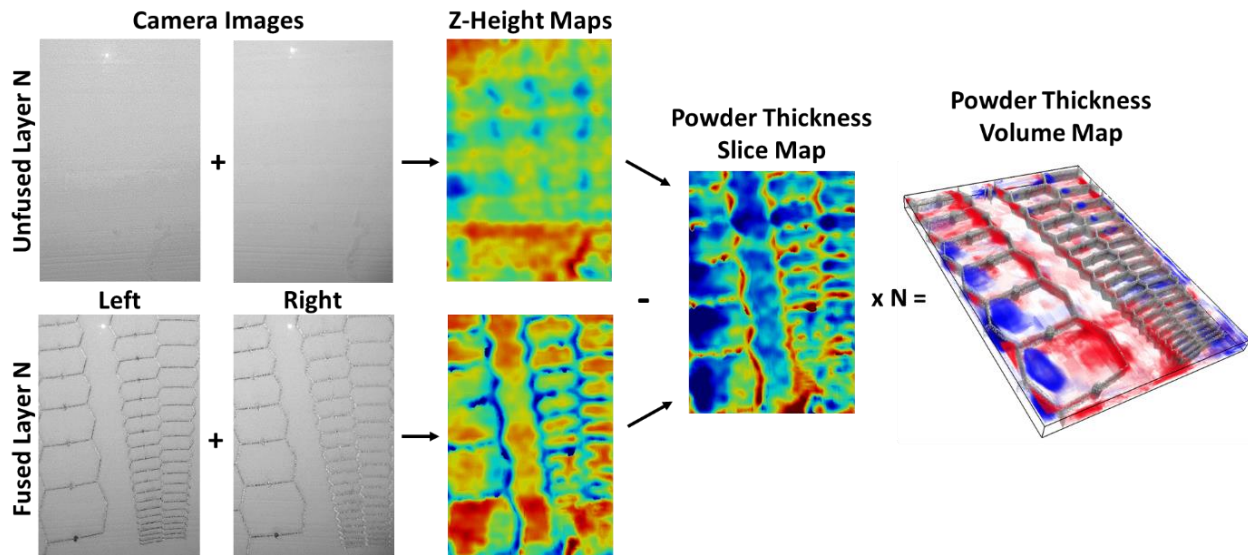 Camera Images
Z-Height Maps
Unfused Layer N
+
Powder Thickness
Slice Map
Powder Thickness
Volume Map
Left
Right
-
x N =
Fused Layer N
+